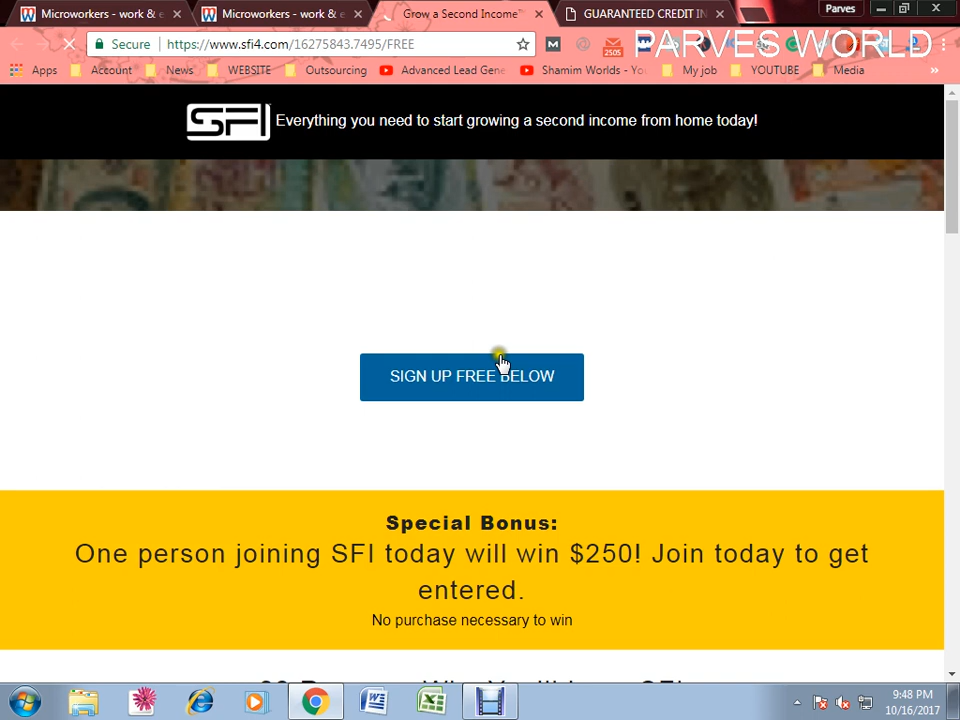 Microworkers - work & e
Microworkers - work & e
Grow a Second Income™
GUARANTEED CREDIT IN
Parves
Secure
https://www.sfi4.com/16275843.7495/FREE
PARVES WORLD
Apps
Account
News
WEBSITE
Outsourcing
Advanced Lead Gene
Shamim Worlds - You
My job
YOUTUBE
Media
SFI
Everything you need to start growing a second income from home today!
SIGN UP FREE BELOW
Special Bonus:
One person joining SFI today will win $250! Join today to get
entered.
No purchase necessary to win
9:48 PM
10/16/2017